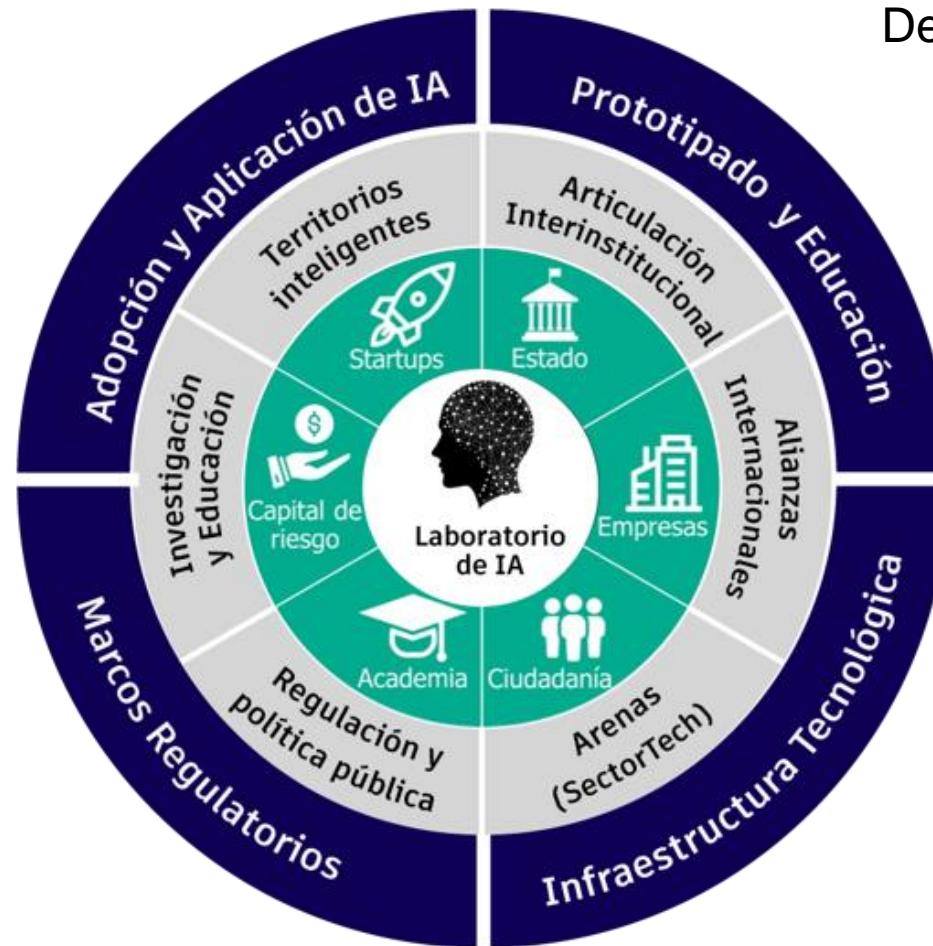 De
Adopción y Aplicación de IA
Prototipado y Educación
Infraestructura Tecnológica
Marcos Regulatorios
Territorios
inteligentes
Articulación
Interinstitucional
Alianzas
Internacionales
Arenas
(SectorTech)
Regulación y
política pública
Investigación
y Educación
Startups
Estado
Empresas
Ciudadanía
Academia
Capital de
riesgo
$
Laboratorio
de IA